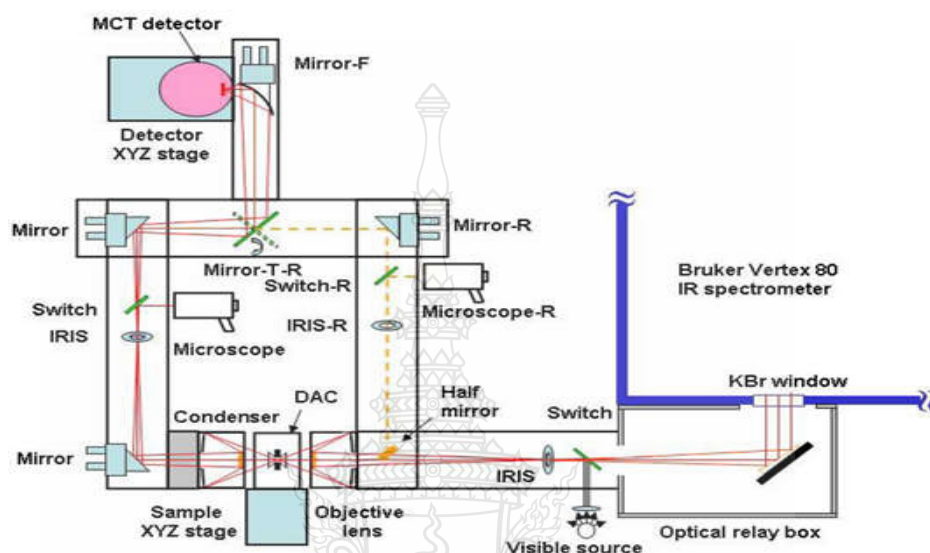 MCT detector
Mirror-F
Detector
XYZ stage
Mirror
Mirror-R
Mirror-T-R
Switch-R
Bruker Vertex 80
IR spectrometer
Switch
IRIS
Microscope
IRIS-R
Microscope-R
KBr window
Condenser
DAC
Half
mirror
Switch
Mirror
IRIS
Sample
XYZ stage
Objective
lens
Visible source
Optical relay box